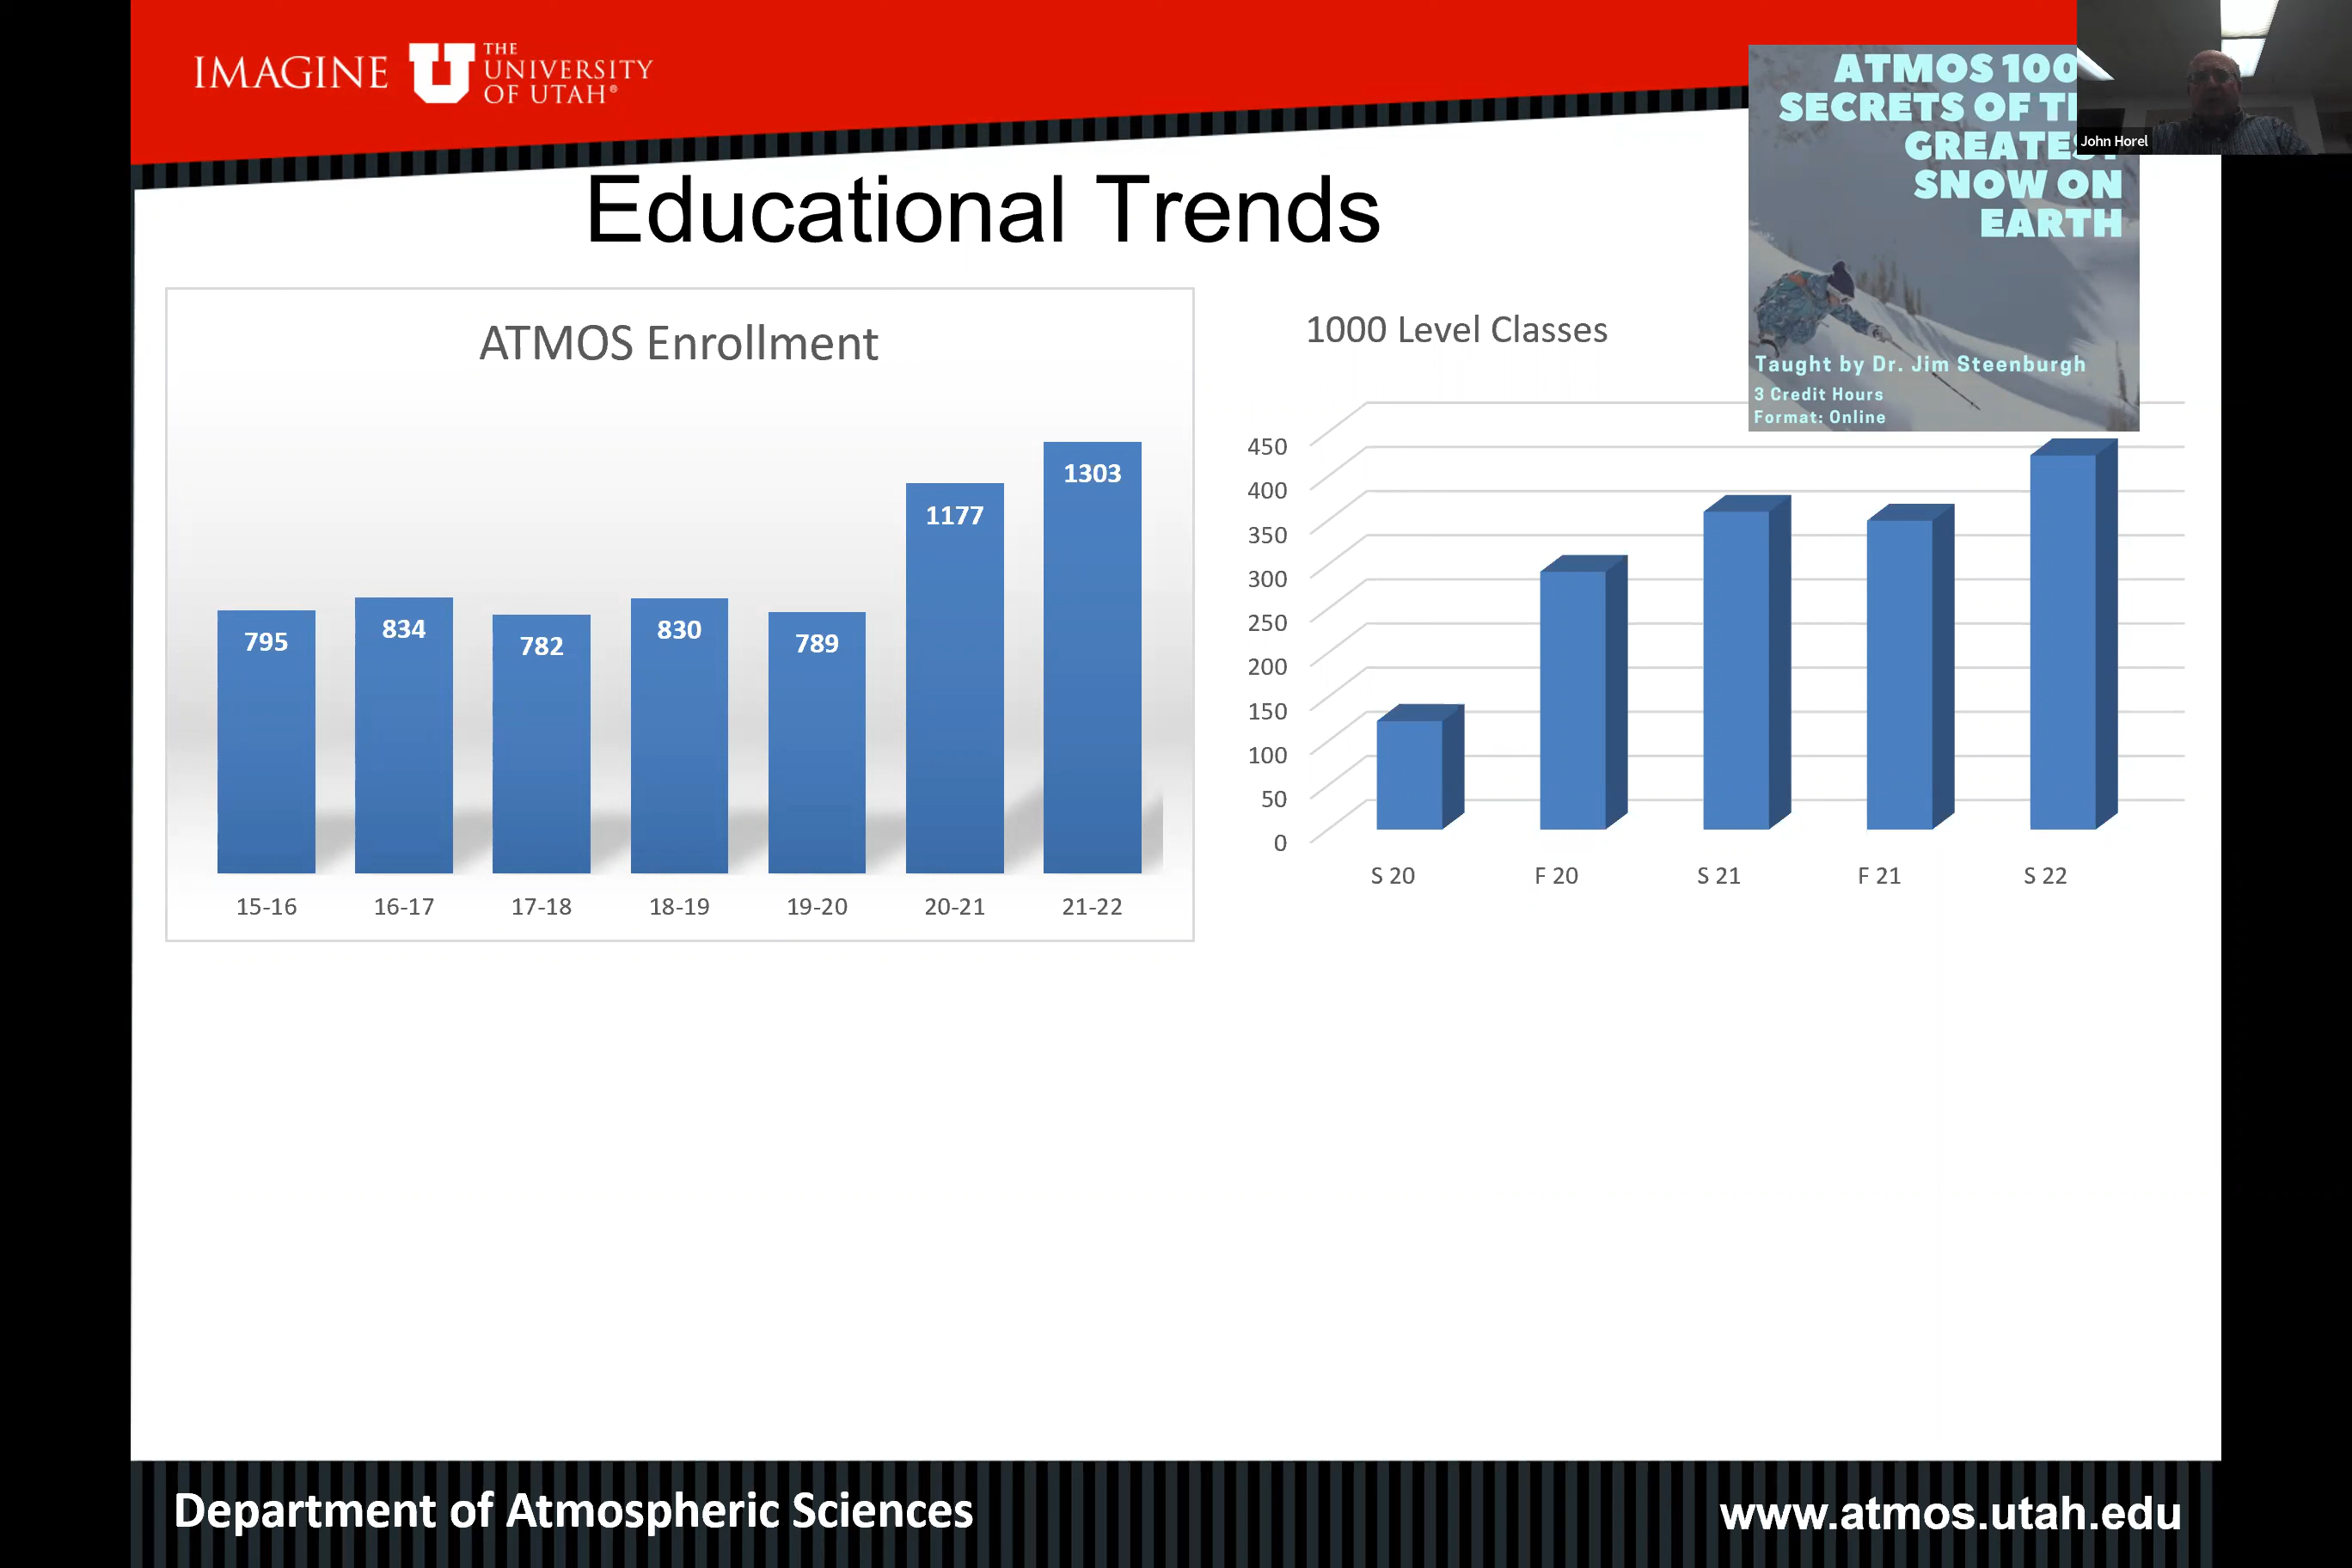 IMAGINE
THE
UNIVERSITY
OF UTAH®
ATMOS 100
SECRETS OF
GREATEST
SNOW ON
EARTH
Taught by Dr. Jim Steenburgh
3 Credit Hours
Format: Online
John Horel
Educational Trends
ATMOS Enrollment
795
834
782
830
789
1177
1303
15-16
16-17
17-18
18-19
19-20
20-21
21-22
1000 Level Classes
450
400
350
300
250
200
150
100
50
0
S 20
F 20
S 21
F 21
S 22
Department of Atmospheric Sciences
www.atmos.utah.edu